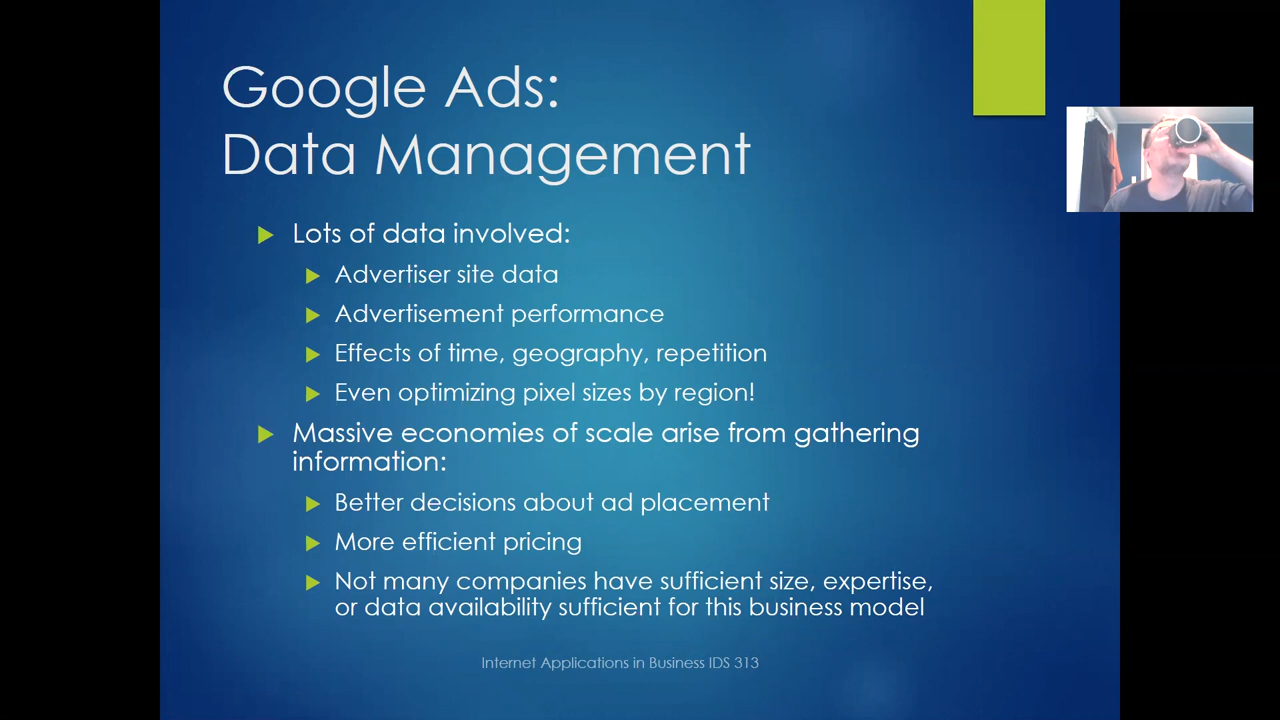 Google Ads:
Data Management
Lots of data involved:
Advertiser site data
Advertisement performance
Effects of time, geography, repetition
Even optimizing pixel sizes by region!
Massive economies of scale arise from gathering
information:
Better decisions about ad placement
More efficient pricing
Not many companies have sufficient size, expertise,
or data availability sufficient for this business model
Internet Applications in Business IDS 313